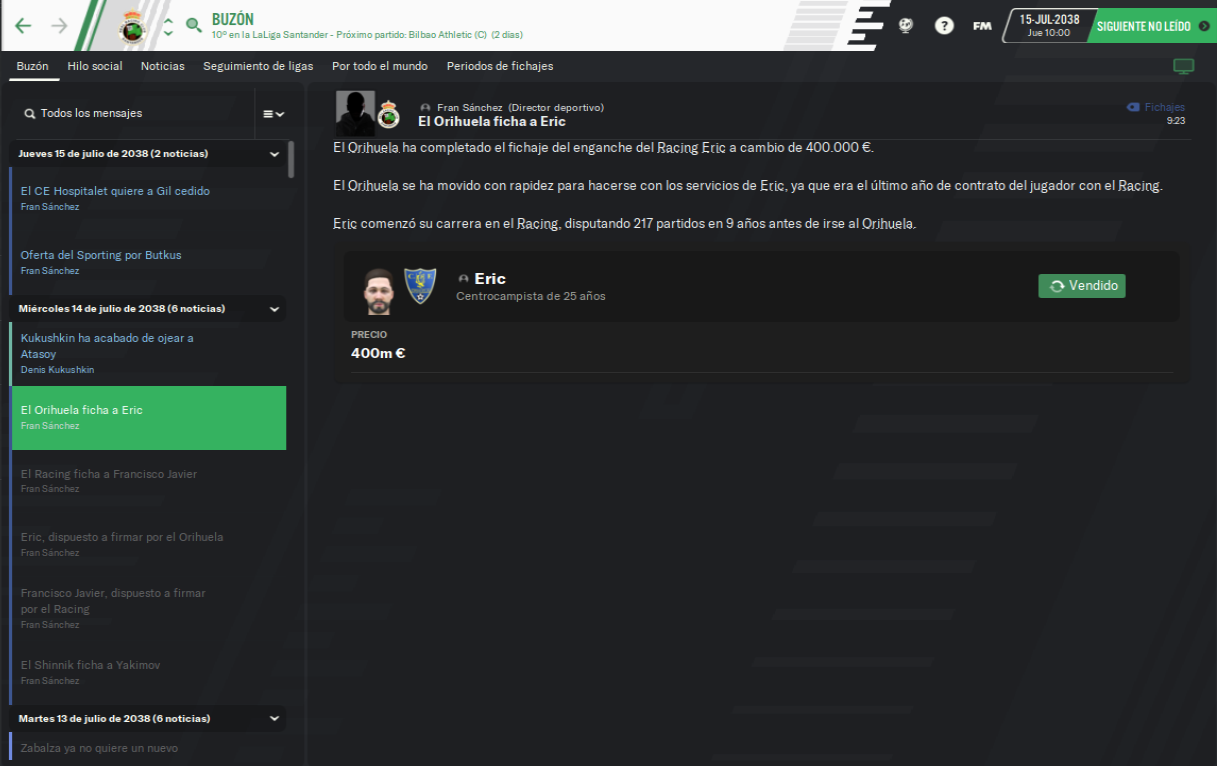 BUZÓN
10º en la LaLiga Santander - Próximo partido: Bilbao Athletic (C) (2 días)
?
FM
15-JUL-2038
Jue 10:00
SIGUIENTE NO LEÍDO
Buzón
Hilo social
Noticias
Seguimiento de ligas
Por todo el mundo
Periodos de fichajes
Todos los mensajes
Jueves 15 de julio de 2038 (2 noticias)
El CE Hospitalet quiere a Gil cedido
Fran Sánchez
Oferta del Sporting por Butkus
Fran Sánchez
Miércoles 14 de julio de 2038 (6 noticias)
Kukushkin ha acabado de ojear a
Atasoy
Denis Kukushkin
El Orihuela ficha a Eric
Fran Sánchez
El Racing ficha a Francisco Javier
Fran Sánchez
Eric, dispuesto a firmar por el Orihuela
Fran Sánchez
Francisco Javier, dispuesto a firmar
por el Racing
Fran Sánchez
El Shinnik ficha a Yakimov
Fran Sánchez
Martes 13 de julio de 2038 (6 noticias)
Zabalza ya no quiere un nuevo
Fran Sánchez (Director deportivo)
El Orihuela ficha a Eric
Fichajes
9:23
El Orihuela ha completado el fichaje del enganche del Racing Eric a cambio de 400.000 €.
El Orihuela se ha movido con rapidez para hacerse con los servicios de Eric, ya que era el último año de contrato del jugador con el Racing.
Eric comenzó su carrera en el Racing, disputando 217 partidos en 9 años antes de irse al Orihuela.
Eric
Centrocampista de 25 años
Vendido
PRECIO
400m €